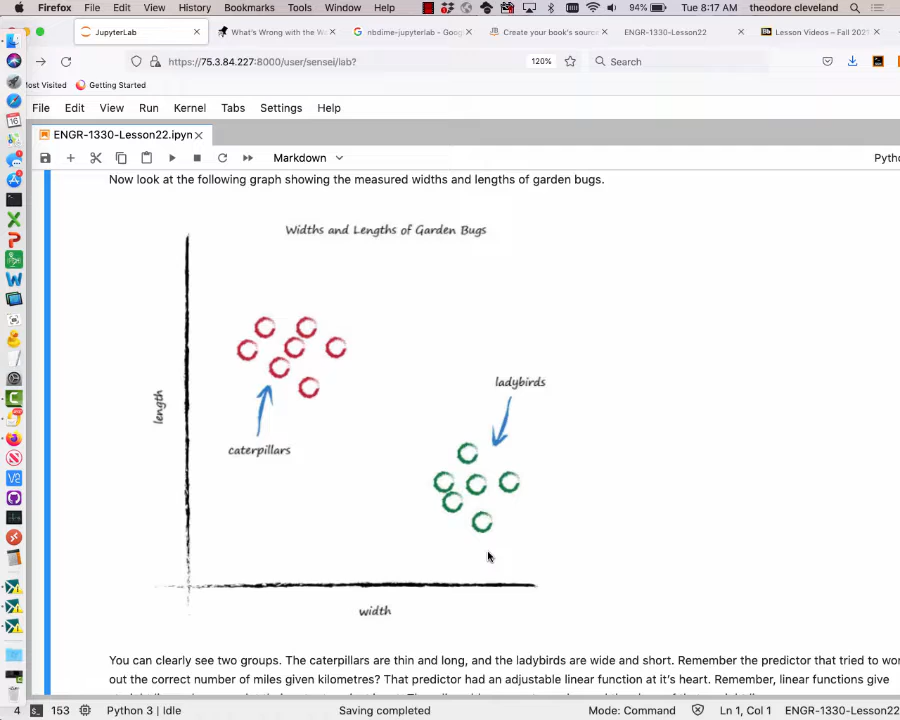 Firefox File Edit View History Bookmarks Tools Window Help 94% Tue 8:17 AM theodore cleveland
JupyterLab What's Wrong with the Wa nbdime-jupyterlab - Goog Create your book's source ENGR-1330-Lesson22 Lesson Videos – Fall 202
https://75.3.84.227:8000/user/sensei/lab? 120% Search
lost Visited Getting Started
File Edit View Run Kernel Tabs Settings Help
ENGR-1330-Lesson22.ipyn
Markdown Pytho
Now look at the following graph showing the measured widths and lengths of garden bugs.
Widths and Lengths of Garden Bugs
length
caterpillars
ladybirds
width
You can clearly see two groups. The caterpillars are thin and long, and the ladybirds are wide and short. Remember the predictor that tried to wor
out the correct number of miles given kilometres? That predictor had an adjustable linear function at it's heart. Remember, linear functions give
4 153 Python 3 | Idle Saving completed Mode: Command Ln 1, Col 1 ENGR-1330-Lesson22